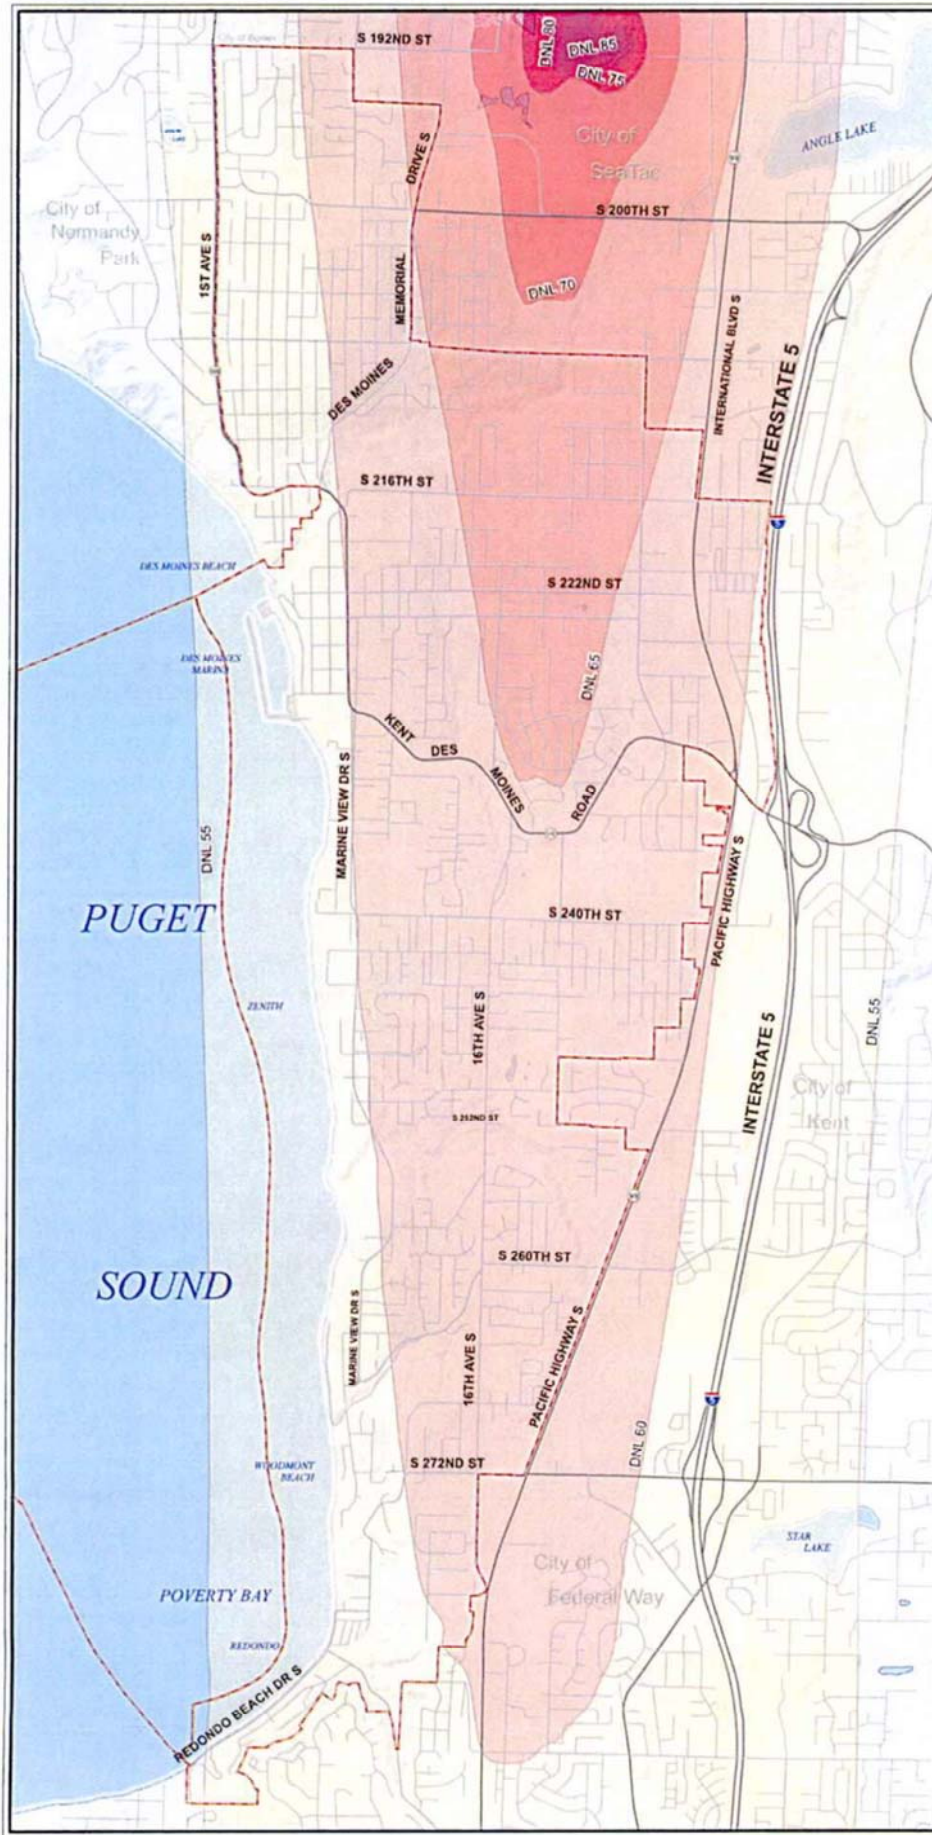 City of Burien
S 192ND ST
DNL 80
DNL 85
DNL 75
City of
SeaTac
ANGLE LAKE
DRIVE S
S 200TH ST
City of
Normandy
Park
1ST AVE S
MEMORIAL
DNL 70
INTERNATIONAL BLVD S
INTERSTATE 5
DES MOINES
S 216TH ST
5
DES MOINES BEACH
S 222ND ST
DES MOINES
MARINA
DNL 65
KENT
DES
MOINES
ROAD
MARINE VIEW DR S
DNL 55
PACIFIC HIGHWAY S
PUGET
S 240TH ST
ZENITH
16TH AVE S
DNL 55
INTERSTATE 5
City of
Kent
S 252ND ST
S 260TH ST
SOUND
MARINE VIEW DR S
16TH AVE S
PACIFIC HIGHWAY S
5
DNL 60
S 272ND ST
WOODMONT
BEACH
STAR
LAKE
City of
Federal Way
POVERTY BAY
REDONDO
REDONDO BEACH DR S